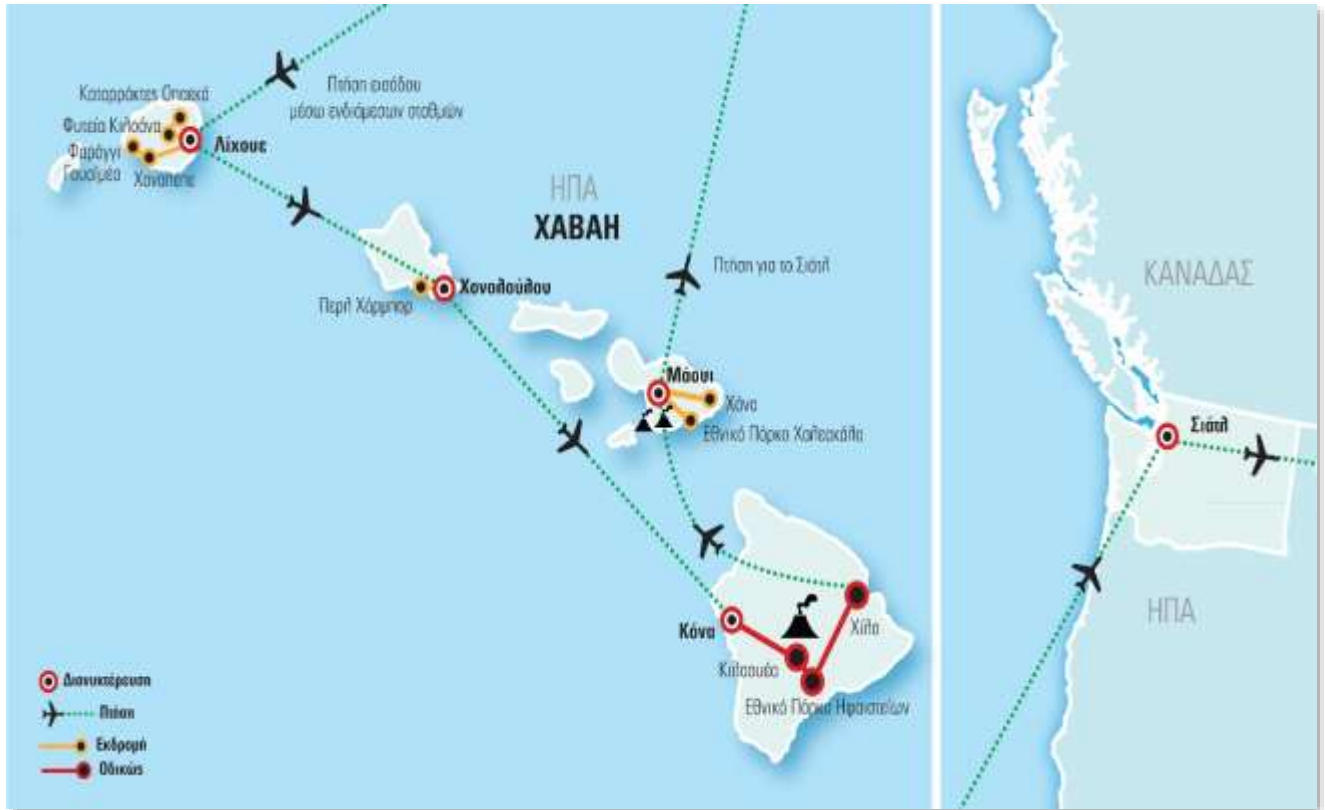 Καταρράκτες Οπαεκά
Φυτεία Κιλοάνα
Φαράγγι
Γουαϊμέα
Χαναπεπε
Λίχουε
Πτήση εισόδου
μέσω ενδιάμεσων σταθμών
ΗΠΑ
ΧΑΒΑΗ
Χονολούλου
Περλ Χάρμπορ
Πτήση για το Σιάτλ
Μάουι
Χάνα
Εθνικό Πάρκο Χαλεακάλα
Κόνα
Χίλο
Κιλαουέα
Εθνικό Πάρκο Ηφαιστείων
Διανυκτέρευση
Πτήση
Εκδρομή
Οδικώς
ΚΑΝΑΔΑΣ
Σιάτλ
ΗΠΑ